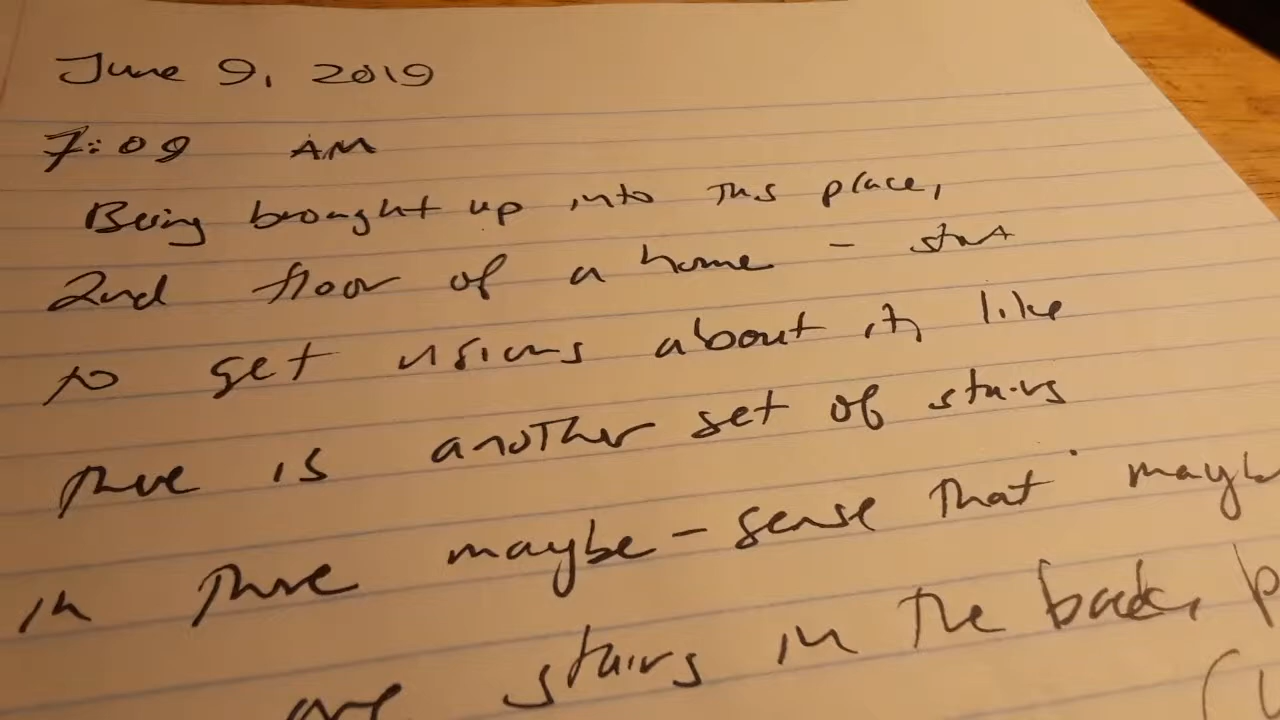 June 9, 2019
7:09 AM
Being brought up into this place,
2nd floor of a home - start
to get visions about it, like
there is another set of stairs
in there maybe - sense that maybe
are stairs in the back,